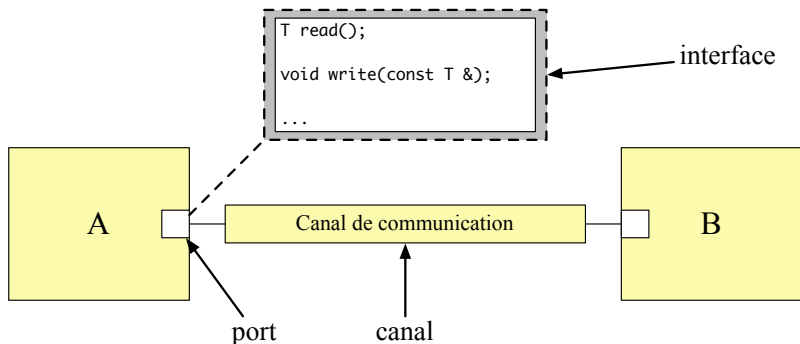 T read();
void write(const T &);
...
interface
A
Canal de communication
B
port
canal